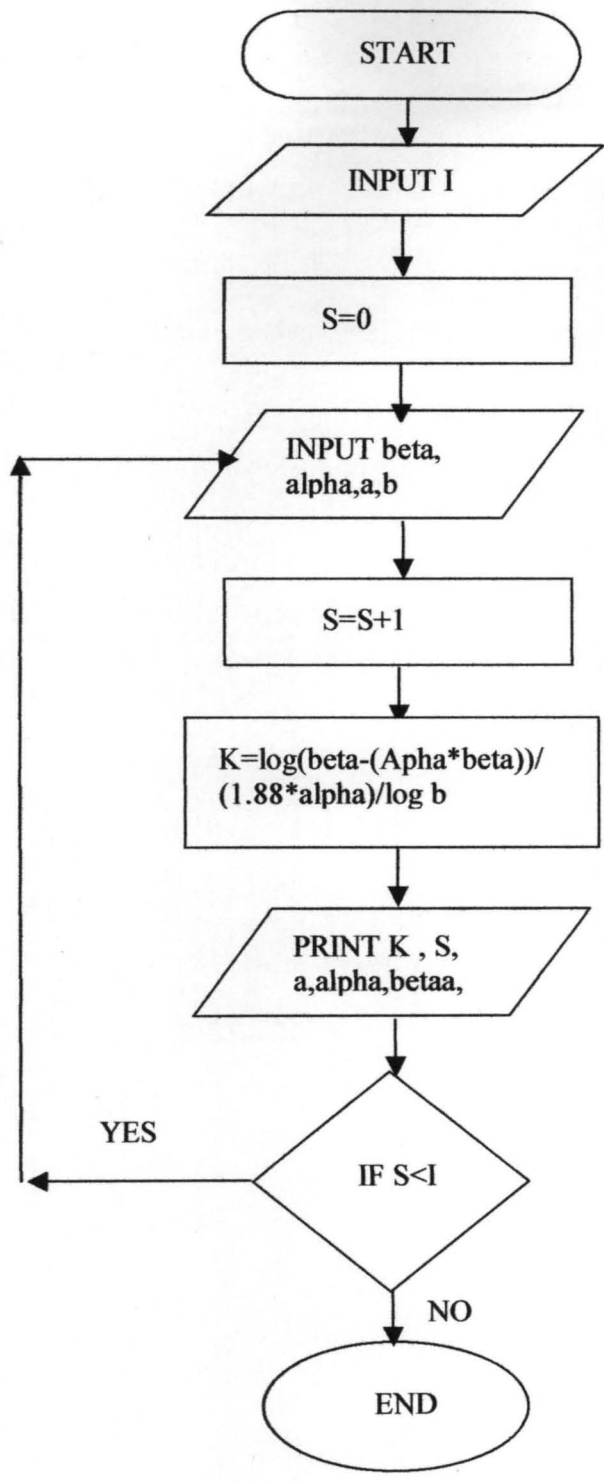 START
INPUT I
S=0
INPUT beta,
alpha,a,b
S=S+1
K=log(beta-(Apha*beta))/
(1.88*alpha)/log b
PRINT K , S,
a,alpha,betaa,
YES
IF S<I
NO
END